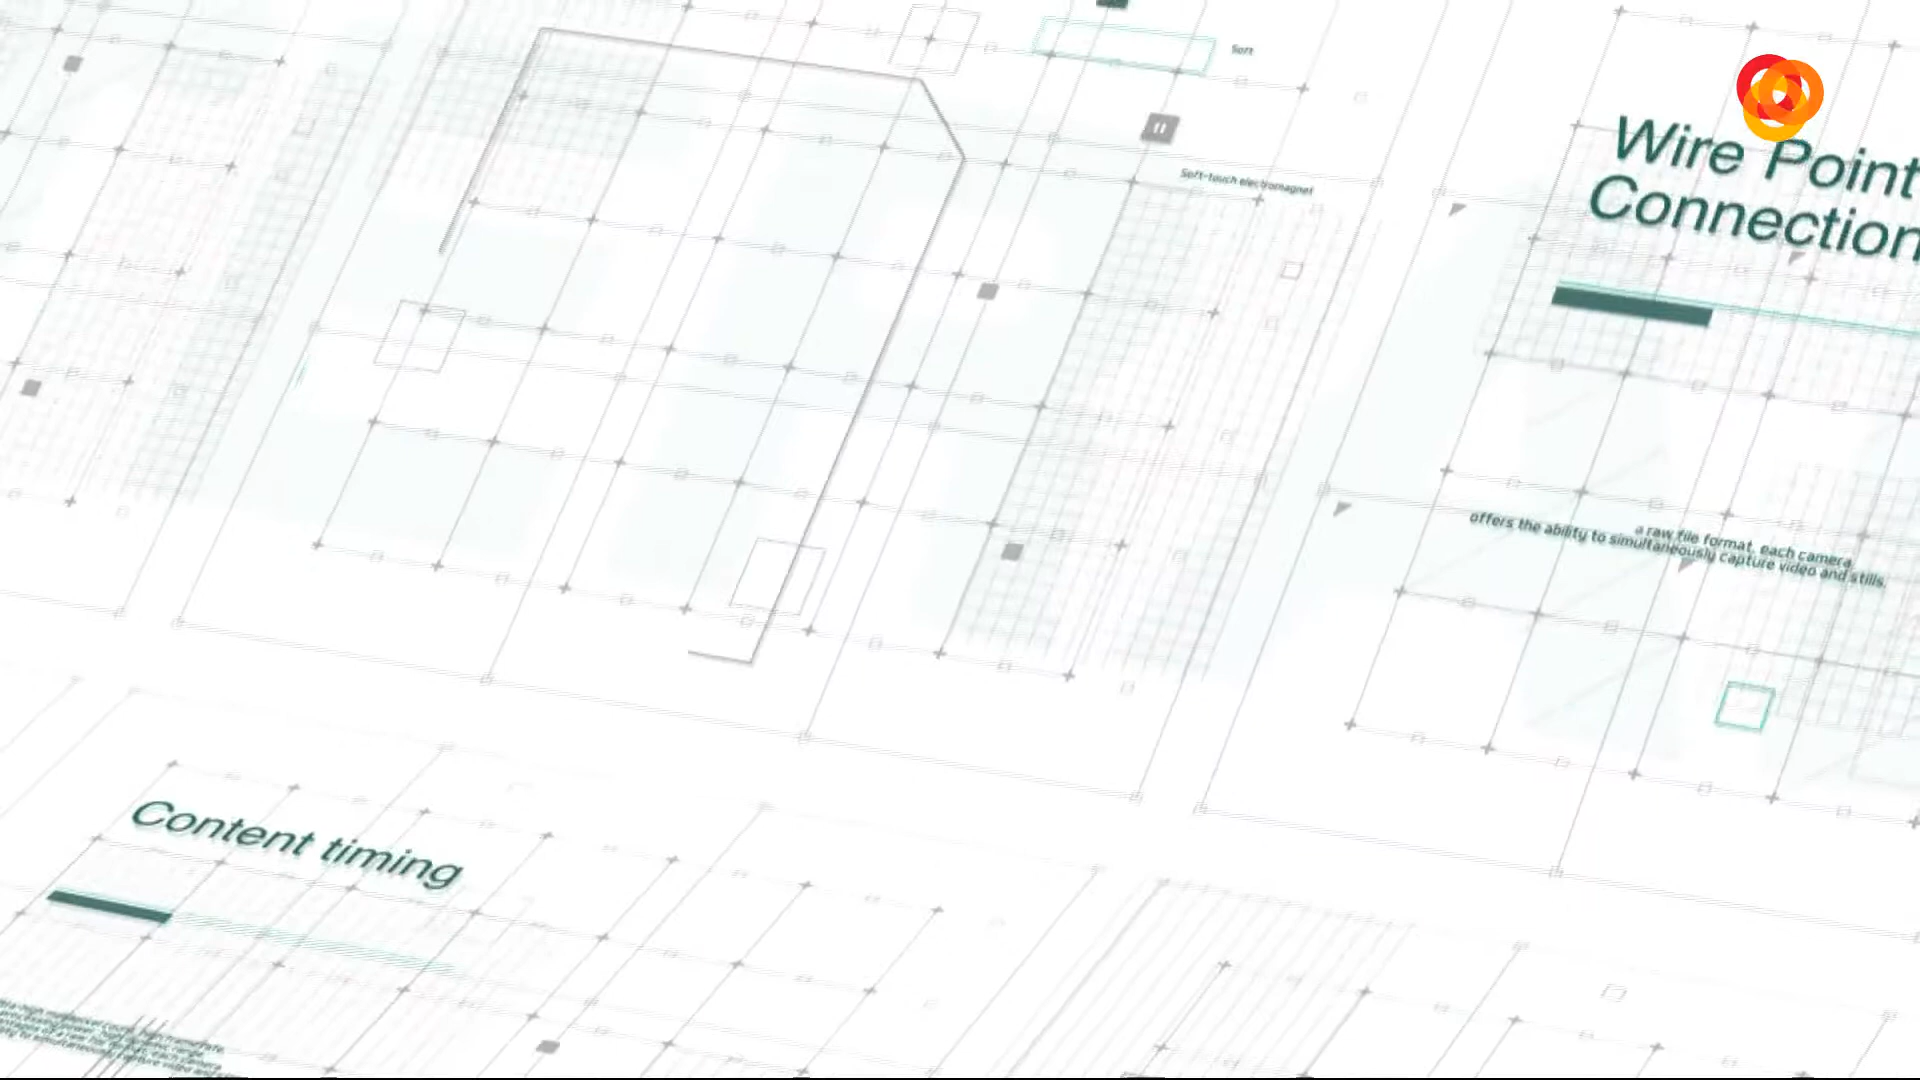 Soft
Soft-touch electromagnet
Wire Point
Connection
a raw file format, each camera
offers the ability to simultaneously capture video and stills.
Content timing